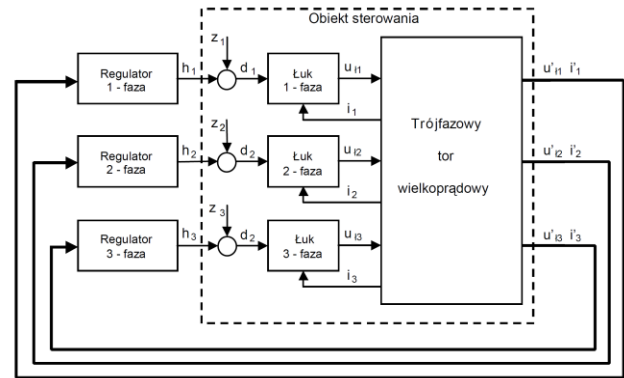 Obiekt sterowania
z1
Regulator
1 - faza
h1
d1
Łuk
1 - faza
uł1
i1
u'ł1 i'1
z2
Regulator
2 - faza
h2
d2
Łuk
2 - faza
uł2
i2
Trójfazowy
tor
wielkoprądowy
u'ł2 i'2
z3
Regulator
3 - faza
h3
d2
Łuk
3 - faza
uł3
i3
u'ł3 i'3